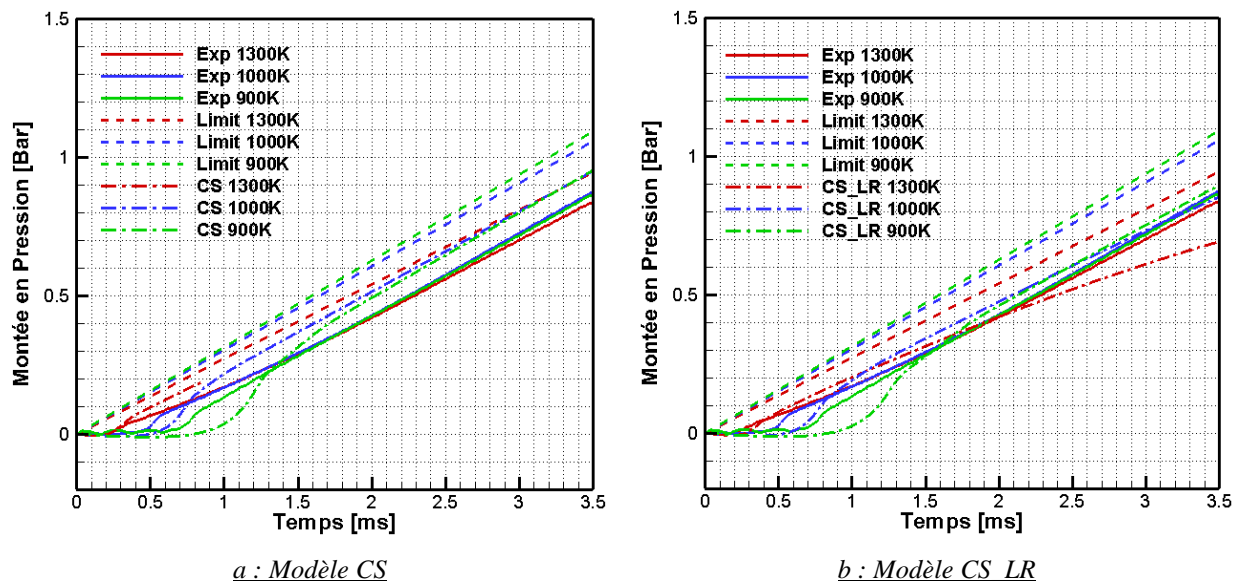 1.5
1
0.5
0
Montée en Pression [Bar]
Exp 1300K
Exp 1000K
Exp 900K
Limit 1300K
Limit 1000K
Limit 900K
CS 1300K
CS 1000K
CS 900K
0 0.5 1 1.5 2 2.5 3 3.5
Temps [ms]
a : Modèle CS
1.5
1
0.5
0
Montée en Pression [Bar]
Exp 1300K
Exp 1000K
Exp 900K
Limit 1300K
Limit 1000K
Limit 900K
CS_LR 1300K
CS_LR 1000K
CS_LR 900K
0 0.5 1 1.5 2 2.5 3 3.5
Temps [ms]
b : Modèle CS_LR